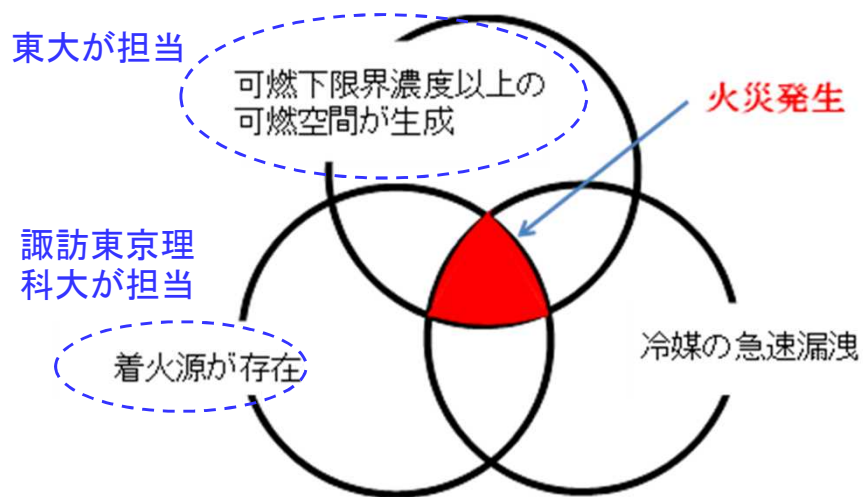 東大が担当
可燃下限界濃度以上の
可燃空間が生成
火災発生
諏訪東京理
科大が担当
着火源が存在
冷媒の急速漏洩